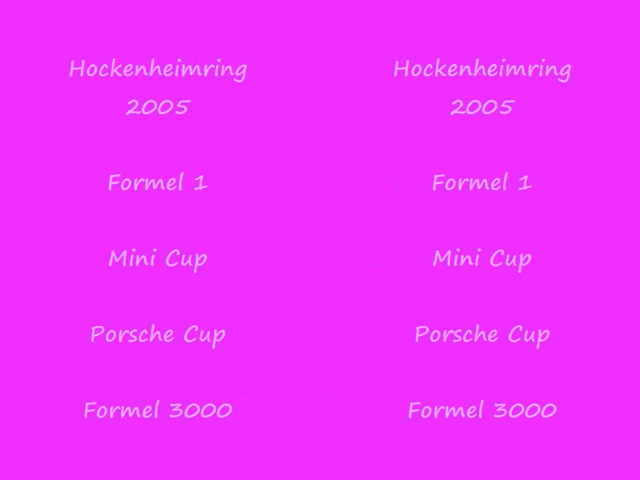 Hockenheimring Hockenheimring
2005 2005
Formel 1 Formel 1
Mini Cup Mini Cup
Porsche Cup Porsche Cup
Formel 3000 Formel 3000